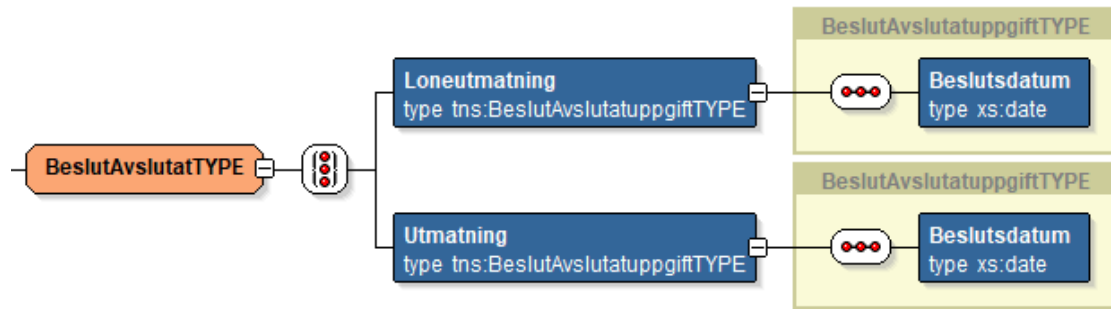 BeslutAvslutatuppgiftTYPE
Loneutmatning
type tns:BeslutAvslutatuppgiftTYPE
Beslutsdatum
type xs:date
BeslutAvslutatTYPE
BeslutAvslutatuppgiftTYPE
Utmatning
type tns:BeslutAvslutatuppgiftTYPE
Beslutsdatum
type xs:date